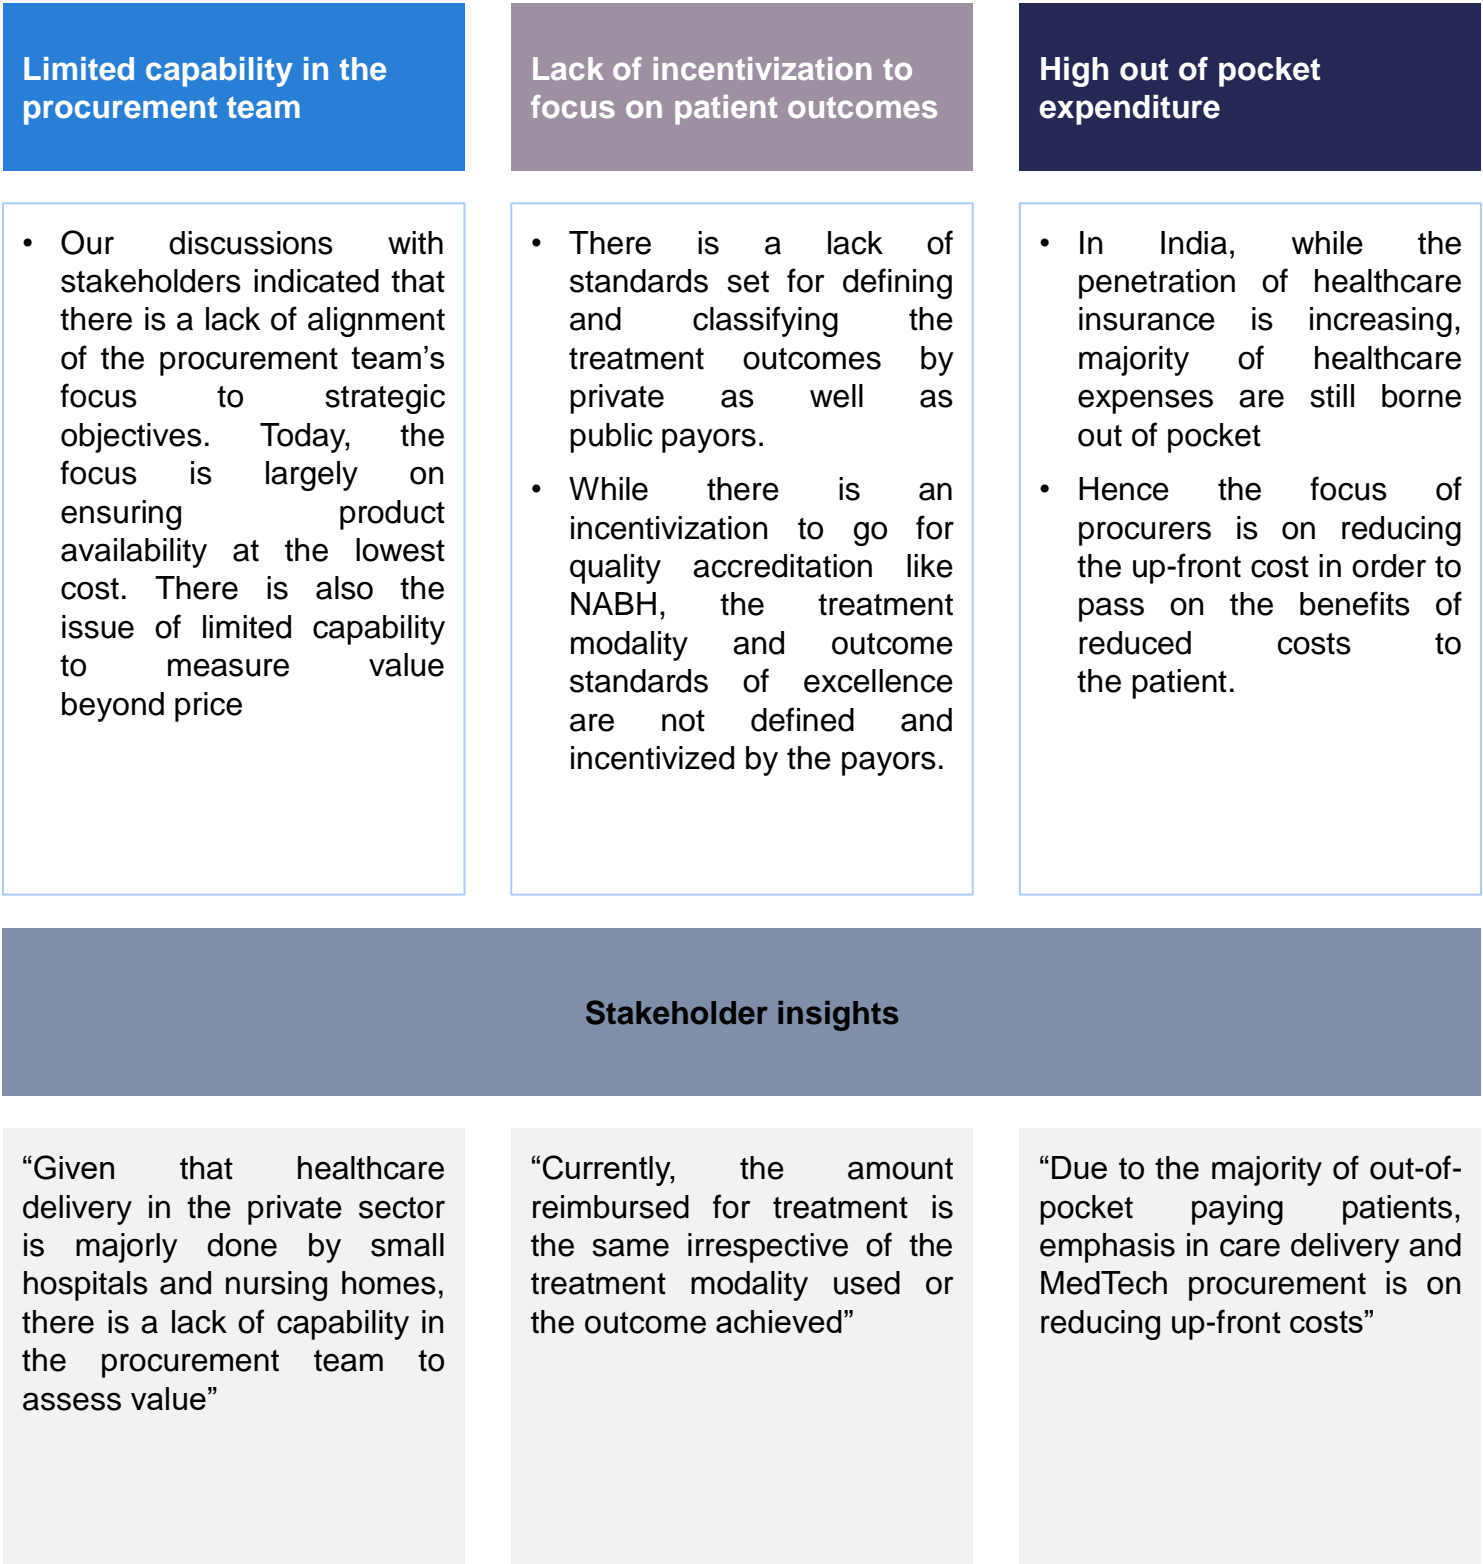 Limited capability in the
procurement team
Lack of incentivization to
focus on patient outcomes
High out of pocket
expenditure
• Our discussions with
stakeholders indicated that
there is a lack of alignment
of the procurement team’s
focus to strategic
objectives. Today, the
focus is largely on
ensuring product
availability at the lowest
cost. There is also the
issue of limited capability
to measure value
beyond price
• There is a lack of
standards set for defining
and classifying the
treatment outcomes by
private as well as
public payors.
• While there is an
incentivization to go for
quality accreditation like
NABH, the treatment
modality and outcome
standards of excellence
are not defined and
incentivized by the payors.
• In India, while the
penetration of healthcare
insurance is increasing,
majority of healthcare
expenses are still borne
out of pocket
• Hence the focus of
procurers is on reducing
the up-front cost in order to
pass on the benefits of
reduced costs to
the patient.
Stakeholder insights
“Given that healthcare
delivery in the private sector
is majorly done by small
hospitals and nursing homes,
there is a lack of capability in
the procurement team to
assess value”
“Currently, the amount
reimbursed for treatment is
the same irrespective of the
treatment modality used or
the outcome achieved”
“Due to the majority of out-of-
pocket paying patients,
emphasis in care delivery and
MedTech procurement is on
reducing up-front costs”